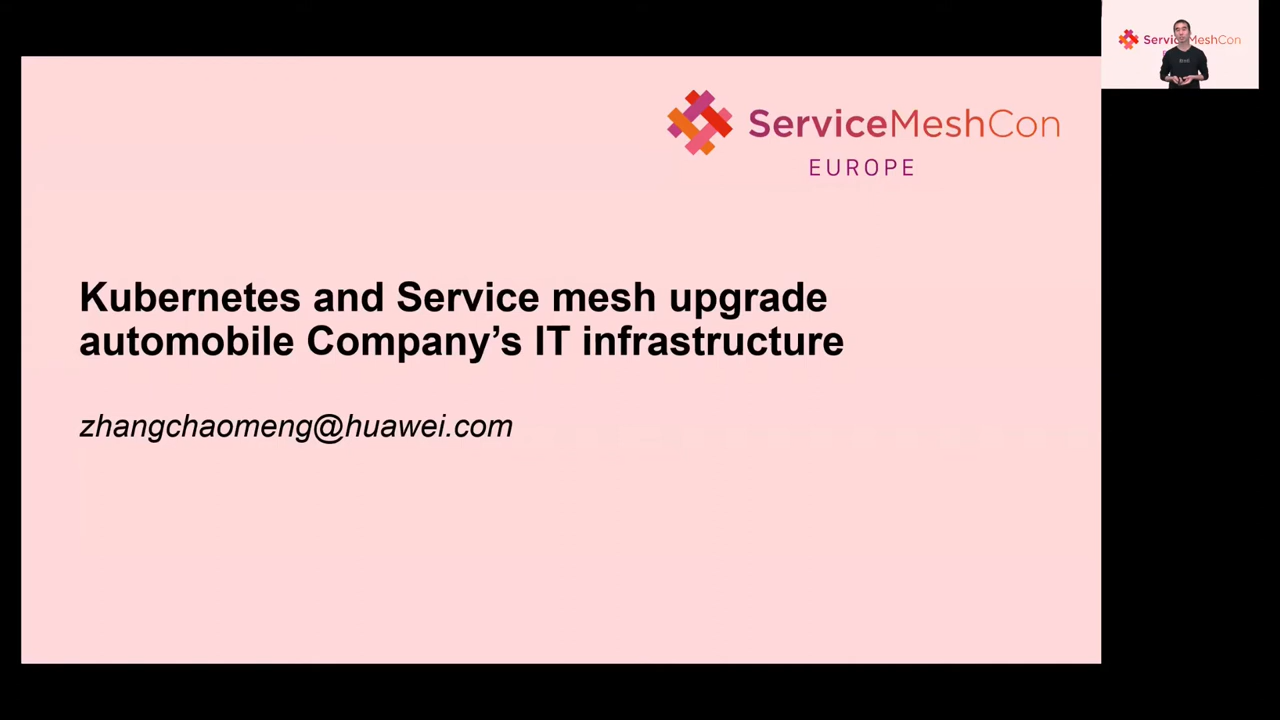 ServiceMeshCon
EUROPE
ServiceMeshCon
Kubernetes and Service mesh upgrade
automobile Company’s IT infrastructure
zhangchaomeng@huawei.com